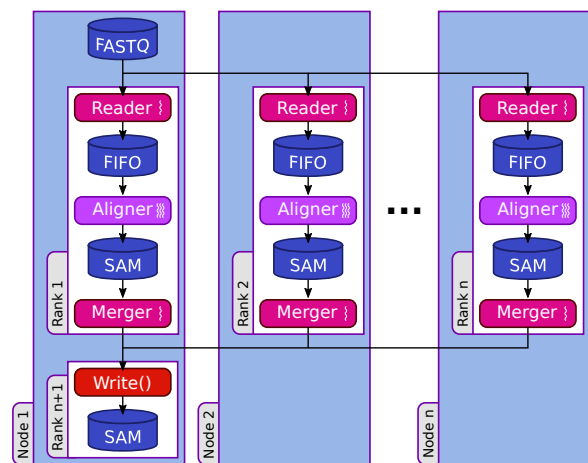 FASTQ
Reader
Reader
Reader
FIFO
FIFO
FIFO
Aligner
Aligner
...
Aligner
SAM
SAM
SAM
Rank 1
Rank 2
Rank n
Merger
Merger
Merger
Write()
Rank n+1
SAM
Node 1
Node 2
Node n